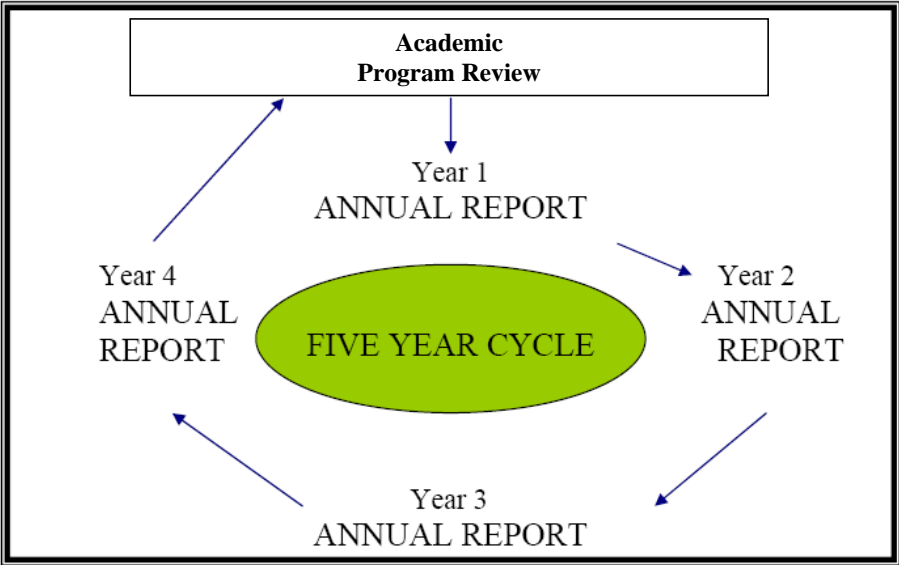 Academic
Program Review
Year 1
ANNUAL REPORT
Year 2
ANNUAL
REPORT
Year 3
ANNUAL REPORT
Year 4
ANNUAL
REPORT
FIVE YEAR CYCLE